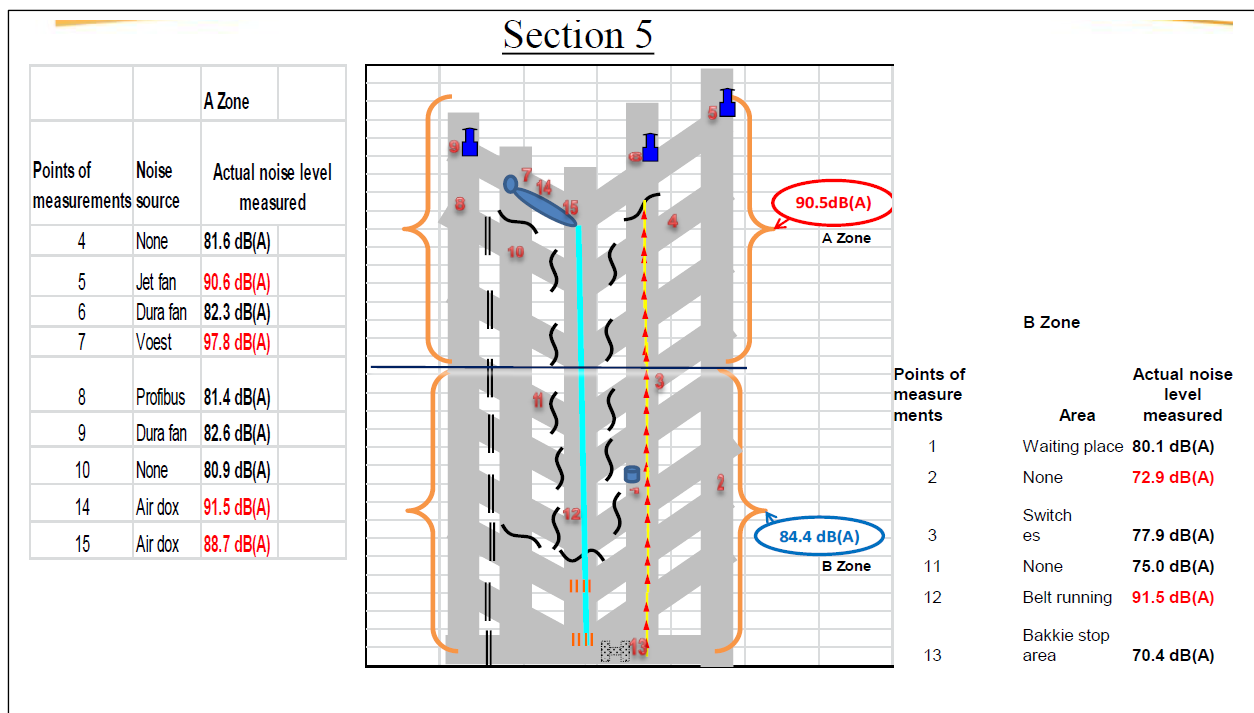 Section 5
A Zone
Points of
measurements
Noise
source
Actual noise level
measured
4 None 81.6 dB(A)
5 Jet fan 90.6 dB(A)
6 Dura fan 82.3 dB(A)
7 Voest 97.8 dB(A)
8 Profibus 81.4 dB(A)
9 Dura fan 82.6 dB(A)
10 None 80.9 dB(A)
14 Air dox 91.5 dB(A)
15 Air dox 88.7 dB(A)
5
9
6
7
14
15
8
4
10
90.5dB(A)
A Zone
3
11
2
1
12
13
84.4 dB(A)
B Zone
B Zone
Points of
measure
ments
Area
Actual noise
level
measured
1 Waiting place 80.1 dB(A)
2 None 72.9 dB(A)
Switch
3 es 77.9 dB(A)
11 None 75.0 dB(A)
12 Belt running 91.5 dB(A)
Bakkie stop
13 area 70.4 dB(A)